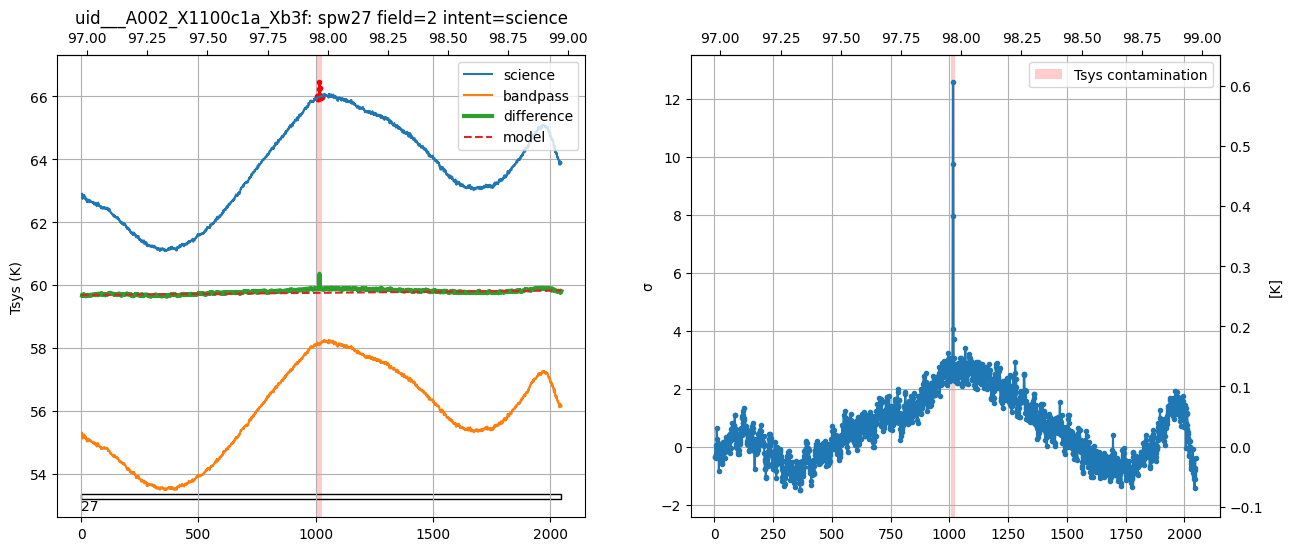 uid___A002_X1100c1a_Xb3f: spw27 field=2 intent=science
97.00 97.25 97.50 97.75 98.00 98.25 98.50 98.75 99.00
97.00 97.25 97.50 97.75 98.00 98.25 98.50 98.75 99.00
science
bandpass
difference
model
Tsys contamination
Tsys (K)
66
64
62
60
58
56
54
27
0 500 1000 1500 2000
σ
12
10
8
6
4
2
0
−2
0 250 500 750 1000 1250 1500 1750 2000
[K]
0.6
0.5
0.4
0.3
0.2
0.1
0.0
−0.1